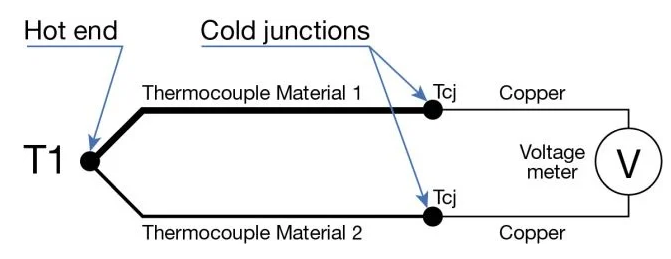 Hot end
Cold junctions
Thermocouple Material 1
Tcj
Copper
T1
Voltage
meter
V
Tcj
Thermocouple Material 2
Copper